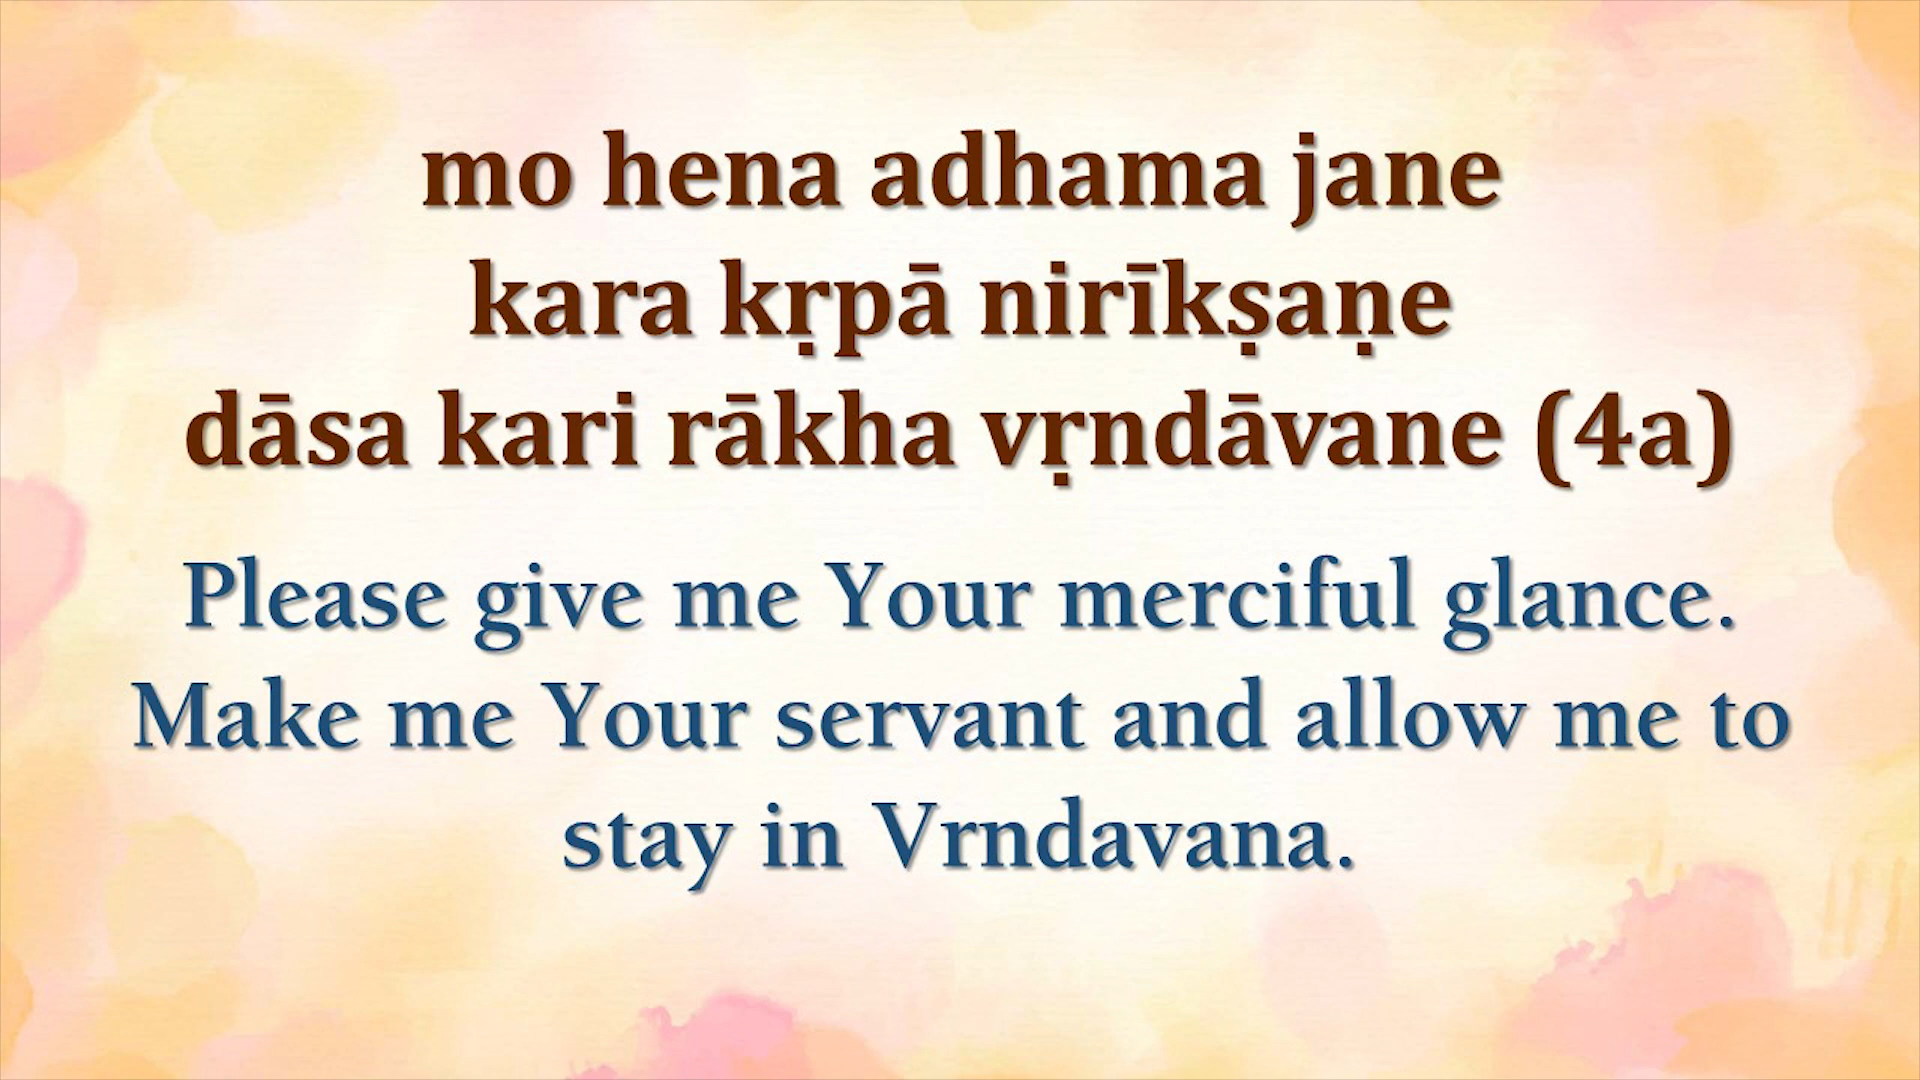 mo hena adhama jane
kara kṛpā nirīkṣaṇe
dāsa kari rākha vṛndāvane (4a)
Please give me Your merciful glance.
Make me Your servant and allow me to
stay in Vrndavana.